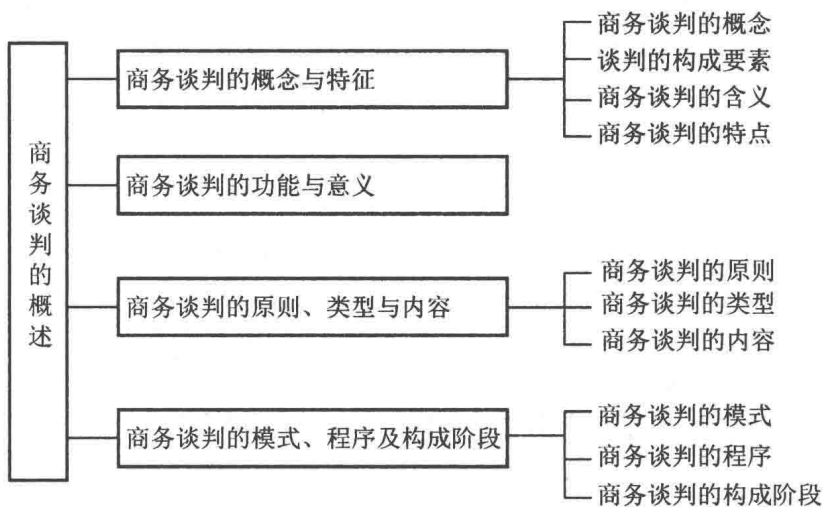 商务谈判的概述
商务谈判的概念与特征
商务谈判的概念
谈判的构成要素
商务谈判的含义
商务谈判的特点
商务谈判的功能与意义
商务谈判的原则、类型与内容
商务谈判的原则
商务谈判的类型
商务谈判的内容
商务谈判的模式、程序及构成阶段
商务谈判的模式
商务谈判的程序
商务谈判的构成阶段